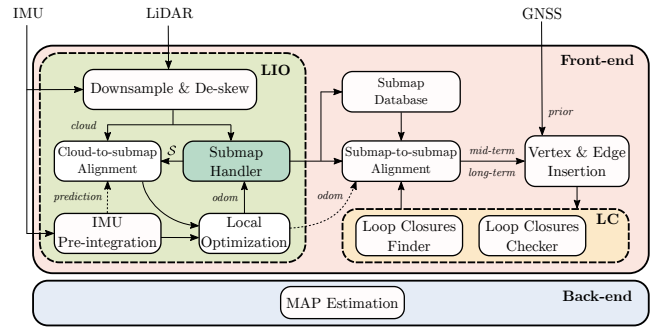 IMU
LiDAR
GNSS
Front-end
LIO
Downsample & De-skew
Submap
Database
prior
cloud
Cloud-to-submap
Alignment
S
Submap
Handler
Submap-to-submap
Alignment
mid-term
long-term
Vertex & Edge
Insertion
prediction
odom
odom
IMU
Pre-integration
Local
Optimization
LC
Loop Closures
Finder
Loop Closures
Checker
Back-end
MAP Estimation